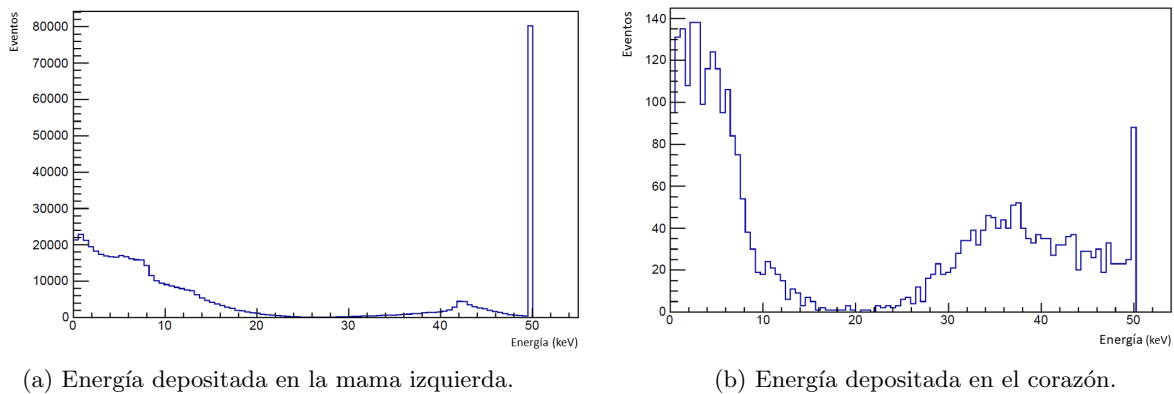 Eventos
80000
70000
60000
50000
40000
30000
20000
10000
0
0 10 20 30 40 50
Energía (keV)
(a) Energía depositada en la mama izquierda.
Eventos
140
120
100
80
60
40
20
0
0 10 20 30 40 50
Energía (keV)
(b) Energía depositada en el corazón.